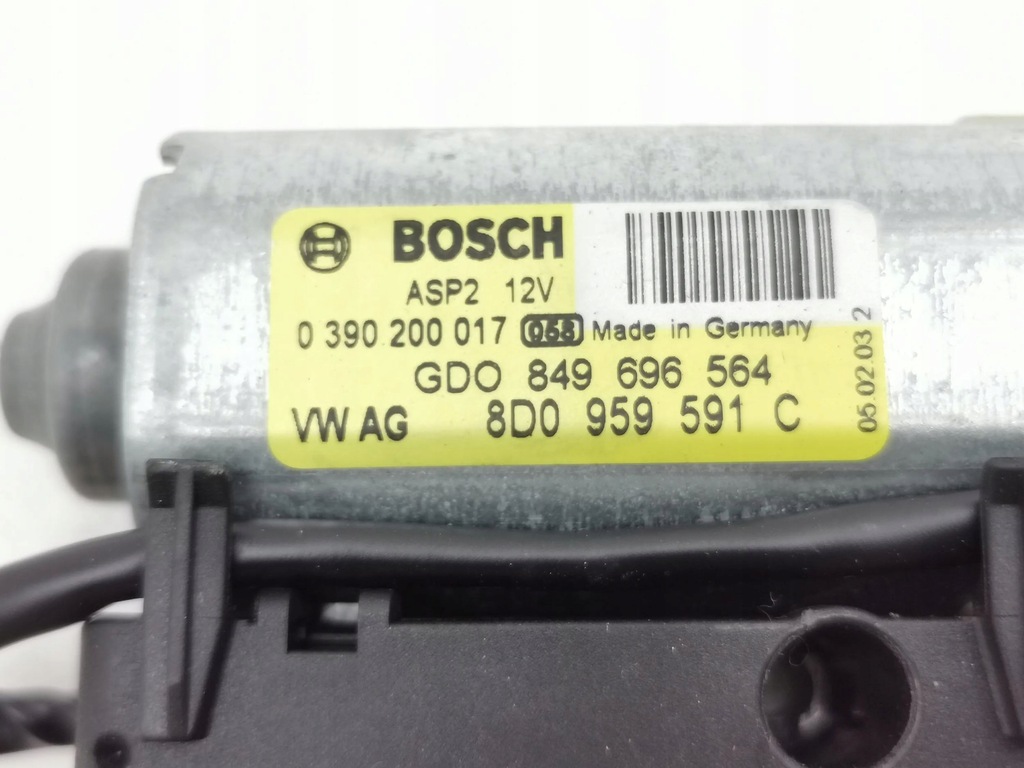 BOSCH
ASP2 12V
0 390 200 017 068 Made in Germany
GDO 849 696 564
VW AG 8D0 959 591 C
05.02.03 2